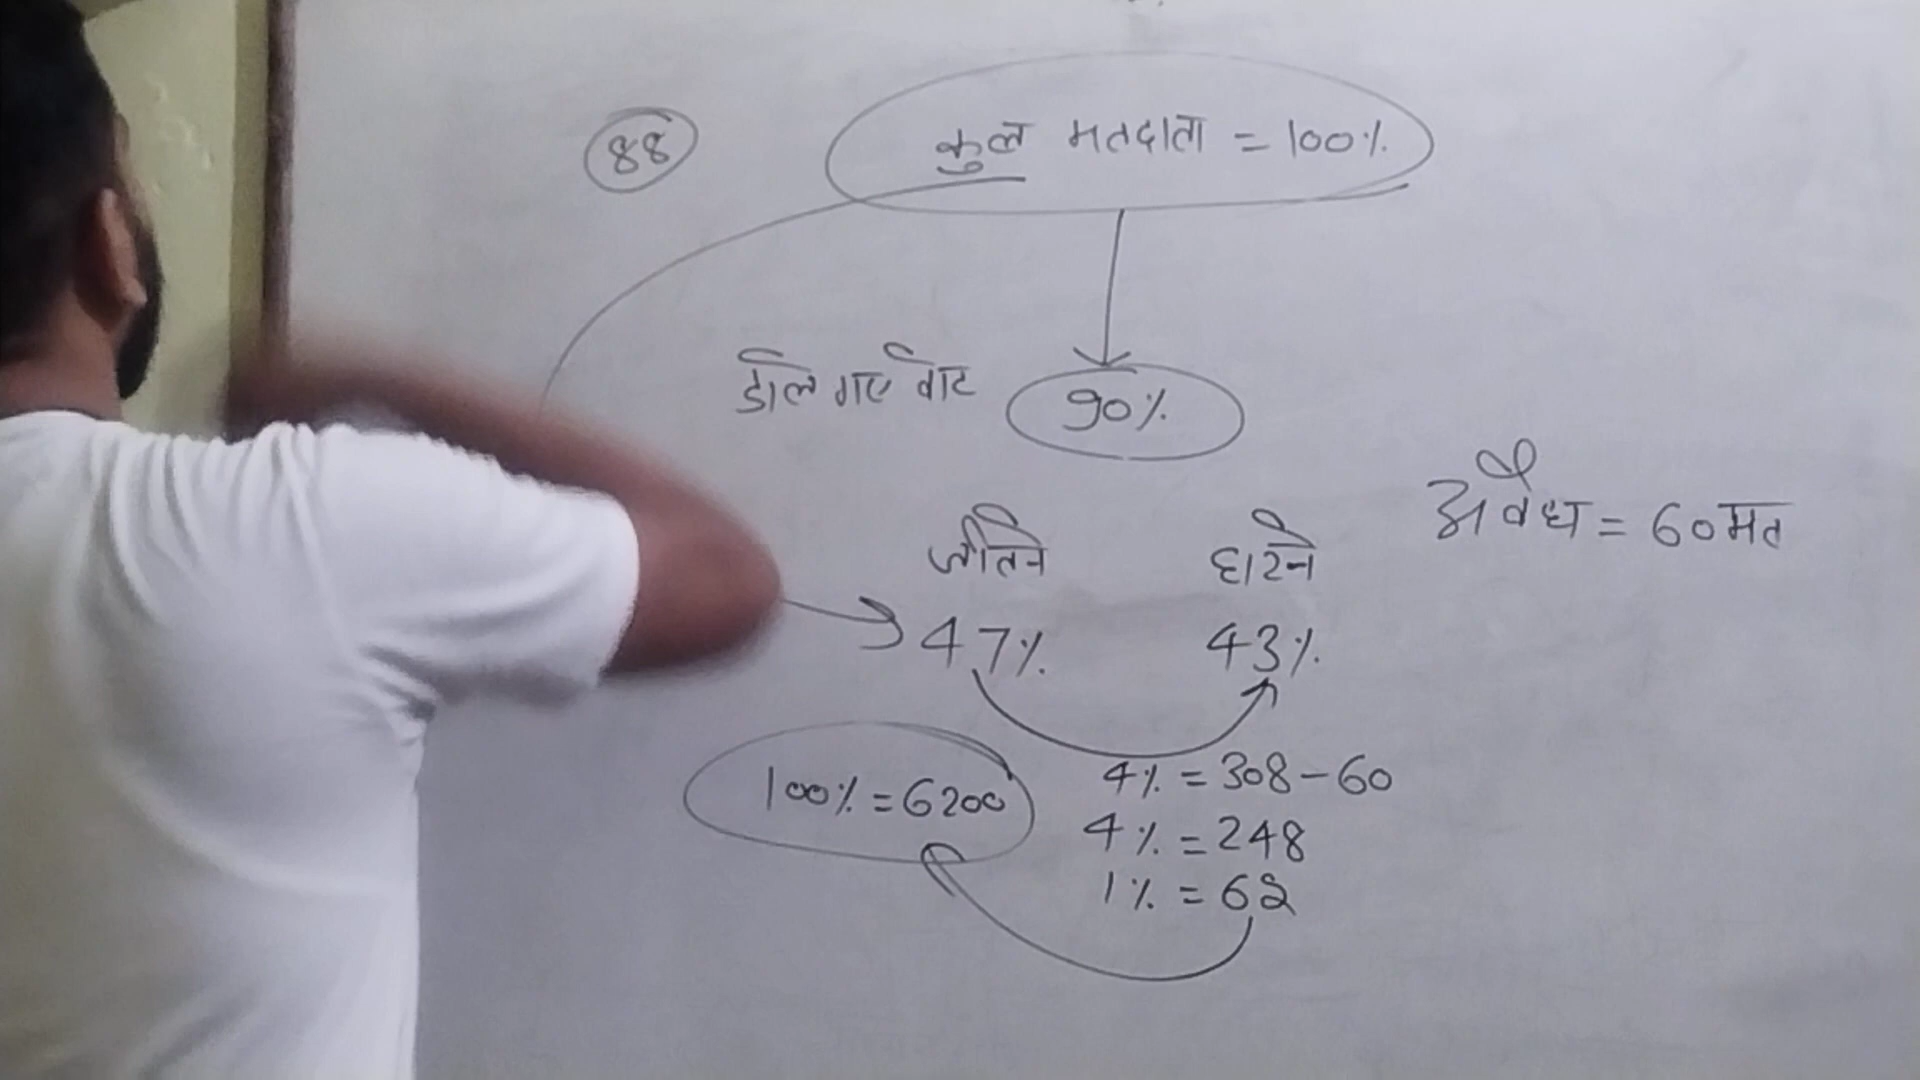 88
कुल मतदाता = 100%
डाले गए वोट 90%
अवैध = 60 मत
जीतने हारने
47% 43%
4% = 308 - 60
100% = 6200
4% = 248
1% = 62